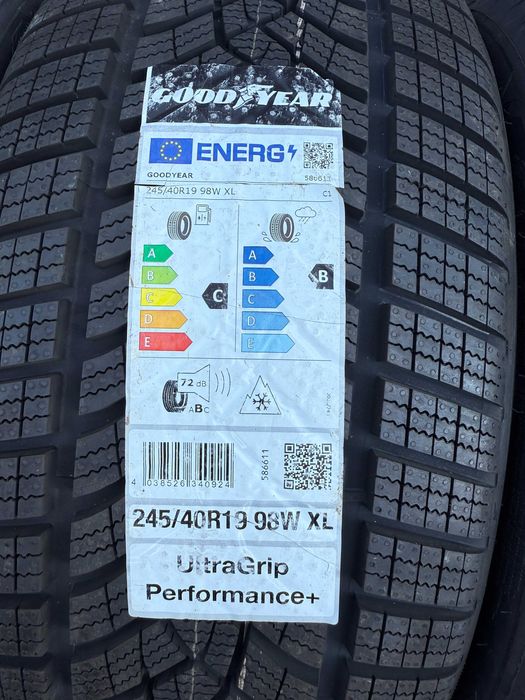 GOODYEAR
ENERG
GOODYEAR
586611
245/40R19 98W XL
C1
A
B
C
D
E
C
A
B
C
D
E
B
72 dB
ABC
586611
4 038526 340924
245/40R19 98W XL
UltraGrip
Performance+